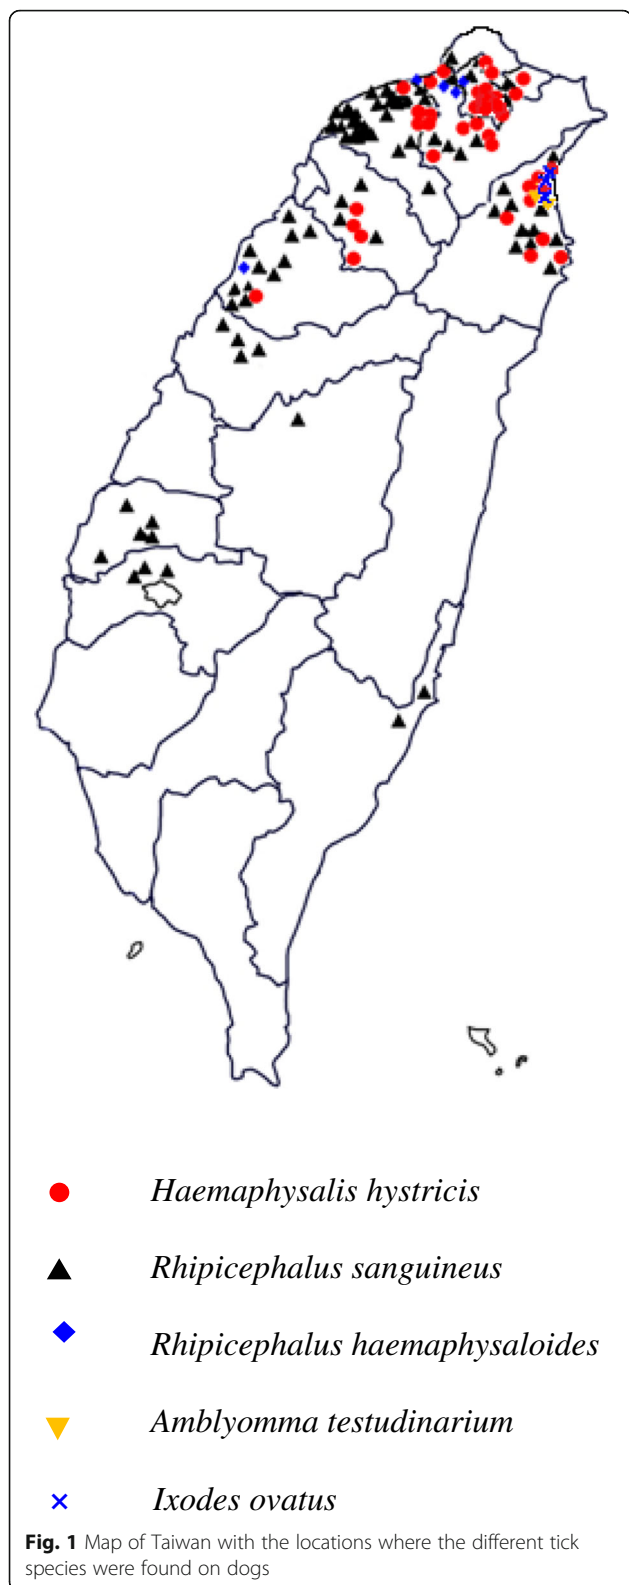 Haemaphysalis hystricis
Rhipicephalus sanguineus
Rhipicephalus haemaphysaloides
Amblyomma testudinarium
Ixodes ovatus
Fig. 1 Map of Taiwan with the locations where the different tick
species were found on dogs